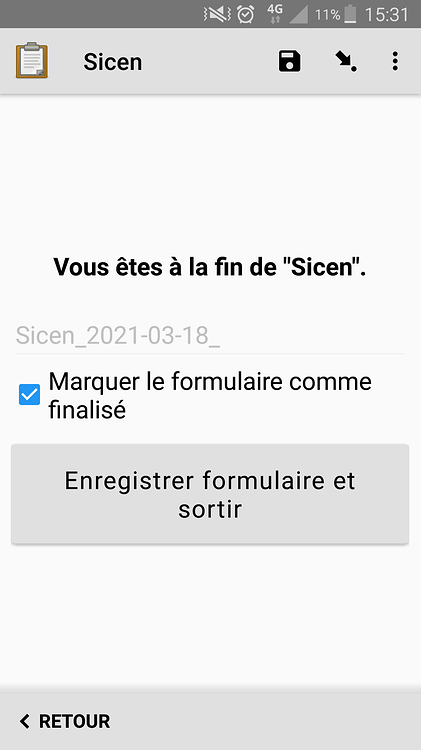 4G 11% 15:31
Sicen
Vous êtes à la fin de "Sicen".
Sicen_2021-03-18_
Marquer le formulaire comme
finalisé
Enregistrer formulaire et
sortir
RETOUR